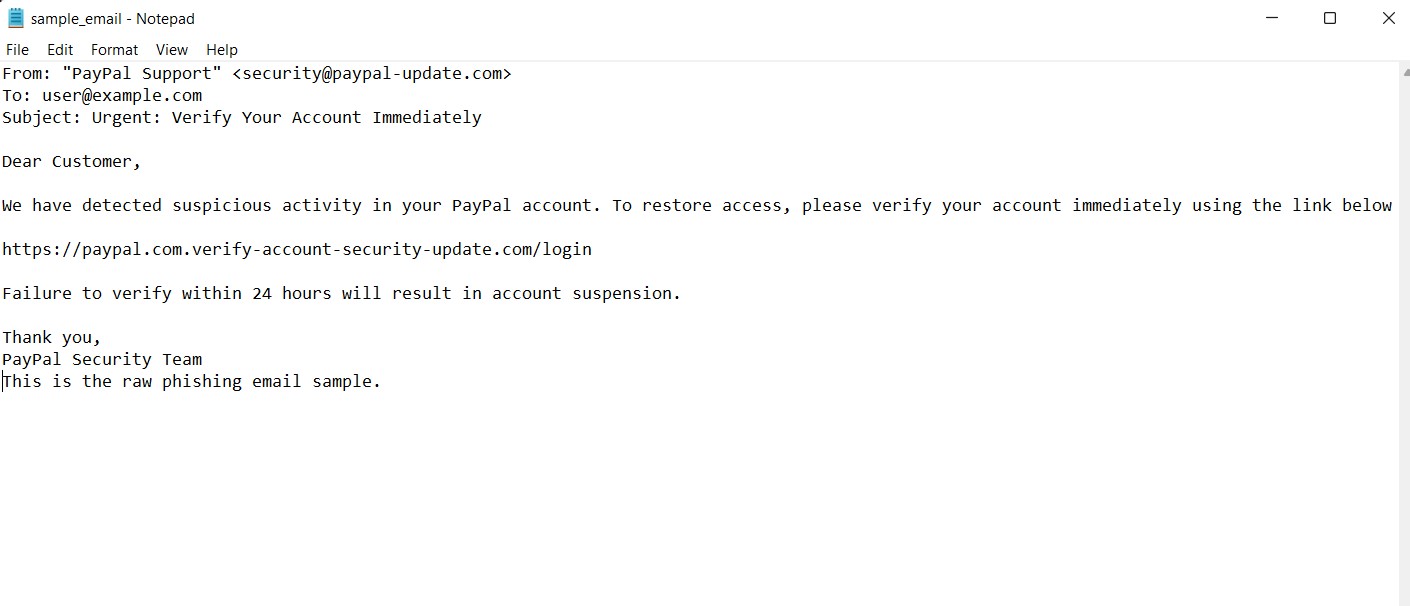 sample_email - Notepad
File Edit Format View Help
From: "PayPal Support" <security@paypal-update.com>
To: user@example.com
Subject: Urgent: Verify Your Account Immediately
Dear Customer,
We have detected suspicious activity in your PayPal account. To restore access, please verify your account immediately using the link below
https://paypal.com.verify-account-security-update.com/login
Failure to verify within 24 hours will result in account suspension.
Thank you,
PayPal Security Team
This is the raw phishing email sample.